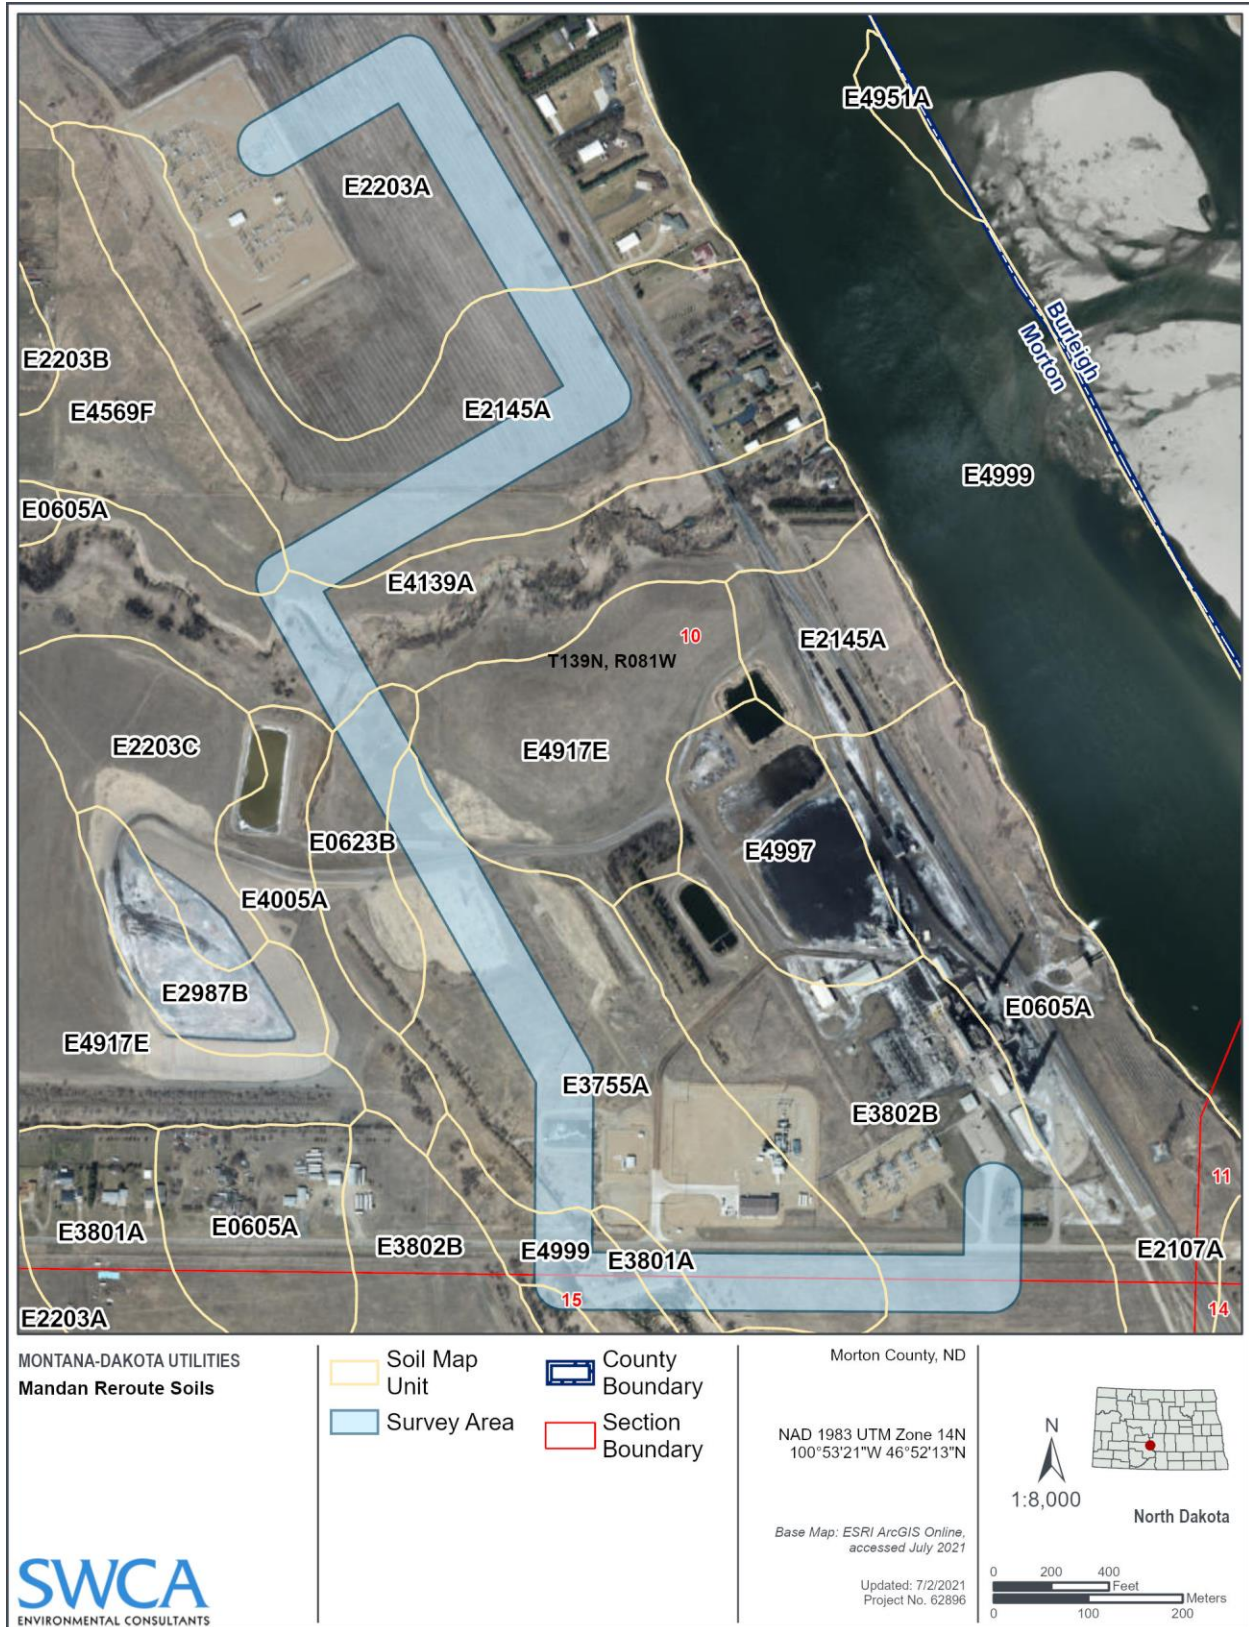 E4951A
E2203A
Burleigh
Morton
E2203B
E4569F
E2145A
E4999
E0605A
E4139A
10
T139N, R081W
E2145A
E2203C
E4917E
E0623B
E4997
E4005A
E2987B
E0605A
E4917E
E3755A
E3802B
11
E3801A
E0605A
E3802B
E4999
E3801A
E2107A
15
14
E2203A
MONTANA-DAKOTA UTILITIES
Mandan Reroute Soils
SWCA
ENVIRONMENTAL CONSULTANTS
Soil Map
Unit
Survey Area
County
Boundary
Section
Boundary
Morton County, ND
NAD 1983 UTM Zone 14N
100°53'21"W 46°52'13"N
Base Map: ESRI ArcGIS Online,
accessed July 2021
Updated: 7/2/2021
Project No. 62896
N
1:8,000
North Dakota
0 200 400
Feet
Meters
0 100 200